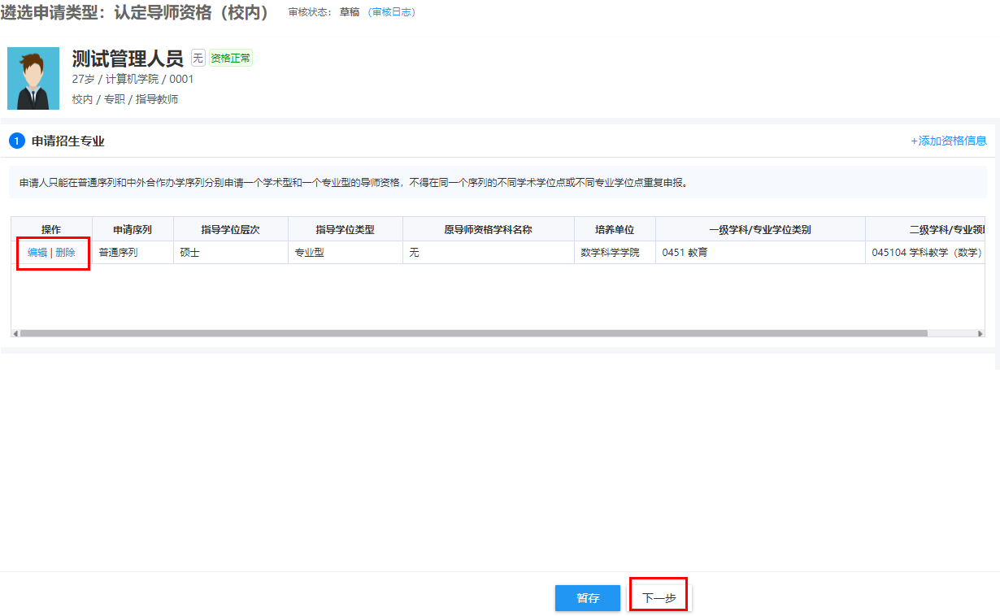 遴选申请类型：认定导师资格（校内） 审核状态： 草稿 （审核日志）
测试管理人员 无 资格正常
27岁 / 计算机学院 / 0001
校内 / 专职 / 指导教师
1 申请招生专业 +添加资格信息
申请人只能在普通序列和中外合作办学序列分别申请一个学术型和一个专业型的导师资格，不得在同一个序列的不同学术学位点或不同专业学位点重复申报。
操作 申请序列 指导学位层次 指导学位类型 原导师资格学科名称 培养单位 一级学科/专业学位类别 二级学科/专业领
编辑 | 删除 普通序列 硕士 专业型 无 数学科学学院 0451 教育 045104 学科教学（数学）
暂存 下一步